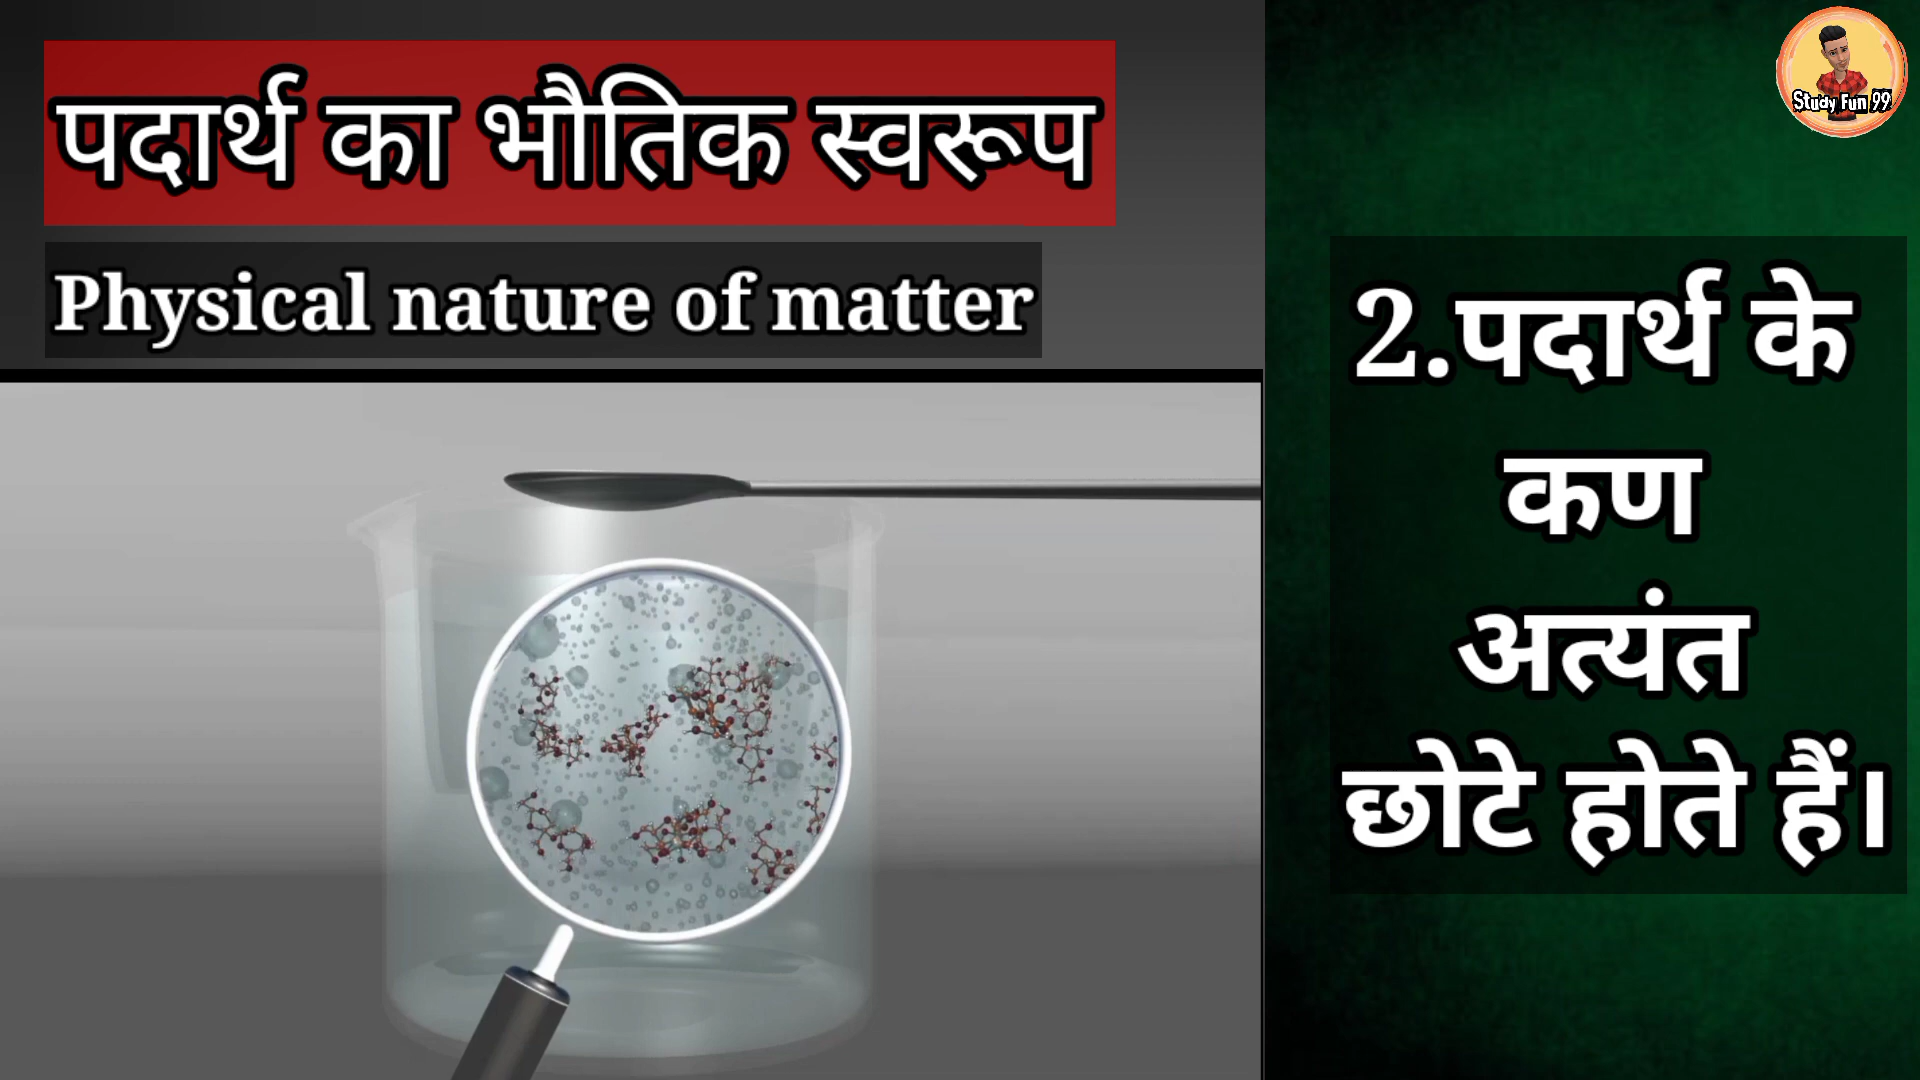 पदार्थ का भौतिक स्वरूप
Physical nature of matter
Study Fun 99
2.पदार्थ के
कण
अत्यंत
छोटे होते हैं।